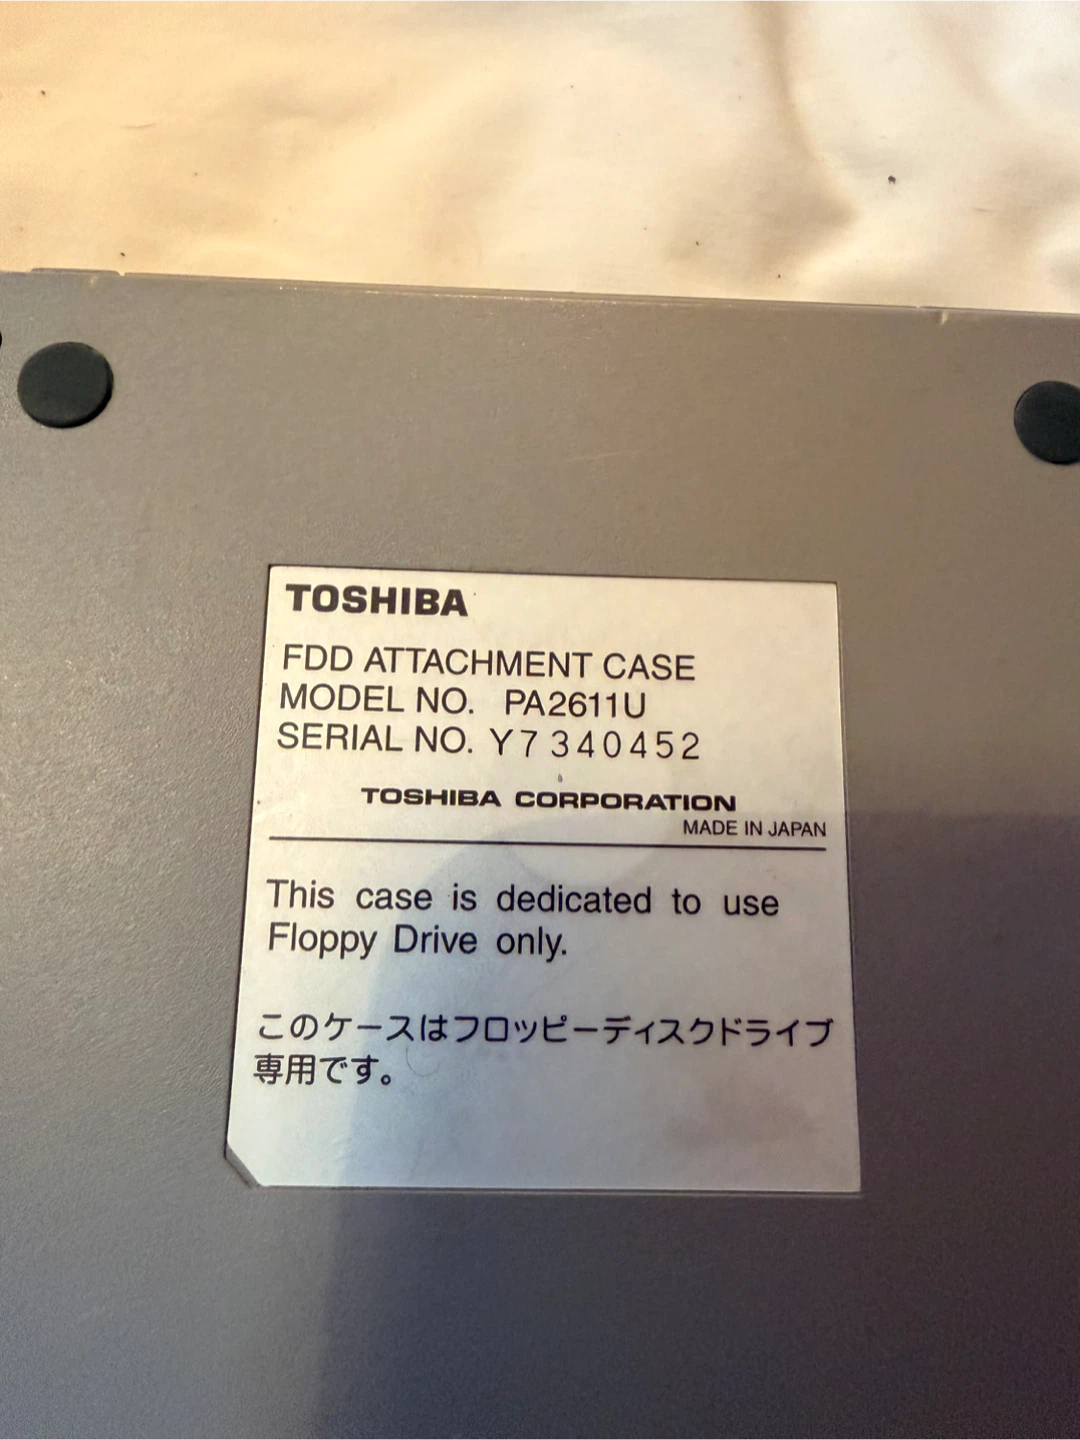 TOSHIBA
FDD ATTACHMENT CASE
MODEL NO. PA2611U
SERIAL NO. Y7340452
TOSHIBA CORPORATION
MADE IN JAPAN
This case is dedicated to use
Floppy Drive only.
このケースはフロッピーディスクドライブ
専用です。